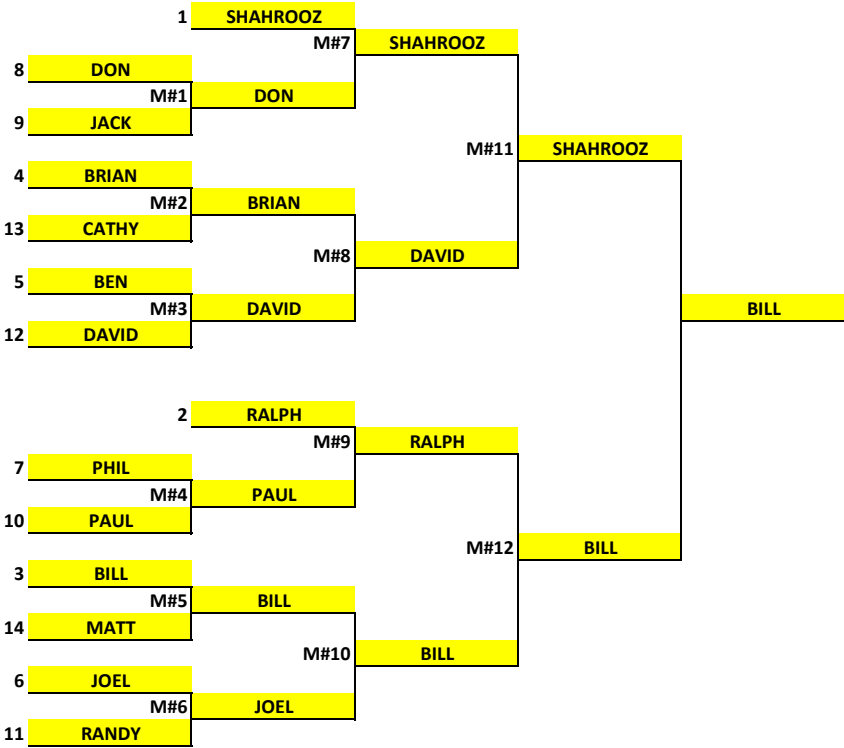 1 SHAHROOZ
M#7 SHAHROOZ
8 DON
M#1 DON
9 JACK
M#11 SHAHROOZ
4 BRIAN
M#2 BRIAN
13 CATHY
M#8 DAVID
5 BEN
M#3 DAVID BILL
12 DAVID
2 RALPH
M#9 RALPH
7 PHIL
M#4 PAUL
10 PAUL
M#12 BILL
3 BILL
M#5 BILL
14 MATT
M#10 BILL
6 JOEL
M#6 JOEL
11 RANDY